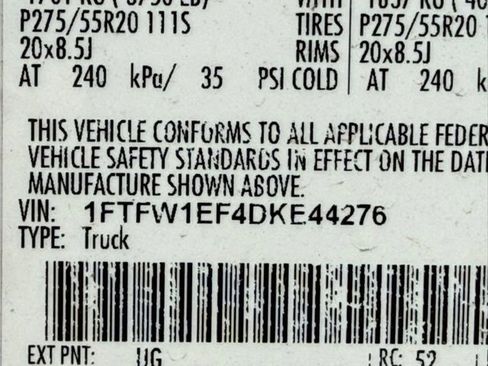 P275/55R20 111S TIRES P275/55R20
20x8.5J RIMS 20x8.5J
AT 240 kPa/ 35 PSI COLD AT 240
THIS VEHICLE CONFORMS TO ALL APPLICABLE FEDER
VEHICLE SAFETY STANDARDS IN EFFECT ON THE DAT
MANUFACTURE SHOWN ABOVE.
VIN: 1FTFW1EF4DKE44276
TYPE: Truck
EXT PNT: UG RC: 52